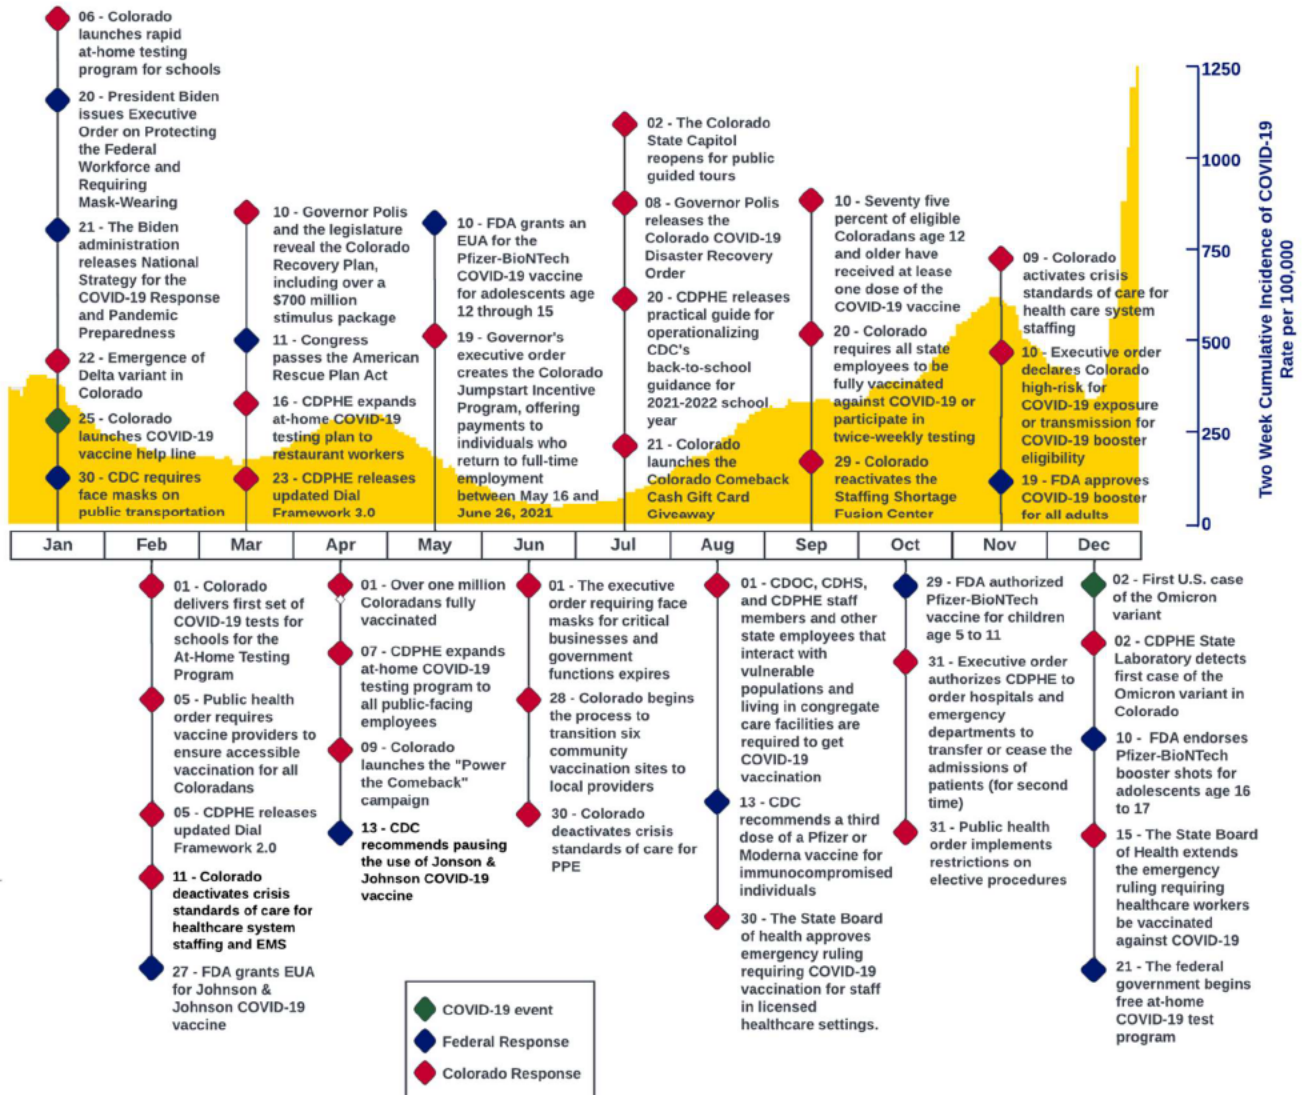 06 - Colorado
launches rapid
at-home testing
program for schools
20 - President Biden
issues Executive
Order on Protecting
the Federal
Workforce and
Requiring
Mask-Wearing
21 - The Biden
administration
releases National
Strategy for the
COVID-19 Response
and Pandemic
Preparedness
22 - Emergence of
Delta variant in
Colorado
25 - Colorado
launches COVID-19
vaccine help line
30 - CDC requires
face masks on
public transportation
10 - Governor Polis
and the legislature
reveal the Colorado
Recovery Plan,
including over a
$700 million
stimulus package
11 - Congress
passes the American
Rescue Plan Act
16 - CDPHE expands
at-home COVID-19
testing plan to
restaurant workers
23 - CDPHE releases
updated Dial
Framework 3.0
10 - FDA grants an
EUA for the
Pfizer-BioNTech
COVID-19 vaccine
for adolescents age
12 through 15
19 - Governor's
executive order
creates the Colorado
Jumpstart Incentive
Program, offering
payments to
individuals who
return to full-time
employment
between May 16 and
June 26, 2021
02 - The Colorado
State Capitol
reopens for public
guided tours
08 - Governor Polis
releases the
Colorado COVID-19
Disaster Recovery
Order
20 - CDPHE releases
practical guide for
operationalizing
CDC's
back-to-school
guidance for
2021-2022 school
year
21 - Colorado
launches the
Colorado Comeback
Cash Gift Card
Giveaway
10 - Seventy five
percent of eligible
Coloradans age 12
and older have
received at lease
one dose of the
COVID-19 vaccine
20 - Colorado
requires all state
employees to be
fully vaccinated
against COVID-19 or
participate in
twice-weekly testing
29 - Colorado
reactivates the
Staffing Shortage
Fusion Center
09 - Colorado
activates crisis
standards of care for
health care system
staffing
10 - Executive order
declares Colorado
high-risk for
COVID-19 exposure
or transmission for
COVID-19 booster
eligibility
19 - FDA approves
COVID-19 booster
for all adults
1250
1000
750
500
250
0
Two Week Cumulative Incidence of COVID-19
Rate per 100,000
Jan Feb Mar Apr May Jun Jul Aug Sep Oct Nov Dec
01 - Colorado
delivers first set of
COVID-19 tests for
schools for the
At-Home Testing
Program
05 - Public health
order requires
vaccine providers to
ensure accessible
vaccination for all
Coloradans
05 - CDPHE releases
updated Dial
Framework 2.0
11 - Colorado
deactivates crisis
standards of care for
healthcare system
staffing and EMS
27 - FDA grants EUA
for Johnson &
Johnson COVID-19
vaccine
01 - Over one million
Coloradans fully
vaccinated
07 - CDPHE expands
at-home COVID-19
testing program to
all public-facing
employees
09 - Colorado
launches the "Power
the Comeback"
campaign
13 - CDC
recommends pausing
the use of Jonson &
Johnson COVID-19
vaccine
01 - The executive
order requiring face
masks for critical
businesses and
government
functions expires
28 - Colorado begins
the process to
transition six
community
vaccination sites to
local providers
30 - Colorado
deactivates crisis
standards of care for
PPE
01 - CDOC, CDHS,
and CDPHE staff
members and other
state employees that
interact with
vulnerable
populations and
living in congregate
care facilities are
required to get
COVID-19
vaccination
13 - CDC
recommends a third
dose of a Pfizer or
Moderna vaccine for
immunocompromised
individuals
30 - The State Board
of health approves
emergency ruling
requiring COVID-19
vaccination for staff
in licensed
healthcare settings.
29 - FDA authorized
Pfizer-BioNTech
vaccine for children
age 5 to 11
31 - Executive order
authorizes CDPHE to
order hospitals and
emergency
departments to
transfer or cease the
admissions of
patients (for second
time)
31 - Public health
order implements
restrictions on
elective procedures
02 - First U.S. case
of the Omicron
variant
02 - CDPHE State
Laboratory detects
first case of the
Omicron variant in
Colorado
10 - FDA endorses
Pfizer-BioNTech
booster shots for
adolescents age 16
to 17
15 - The State Board
of Health extends
the emergency
ruling requiring
healthcare workers
be vaccinated
against COVID-19
21 - The federal
government begins
free at-home
COVID-19 test
program
COVID-19 event
Federal Response
Colorado Response